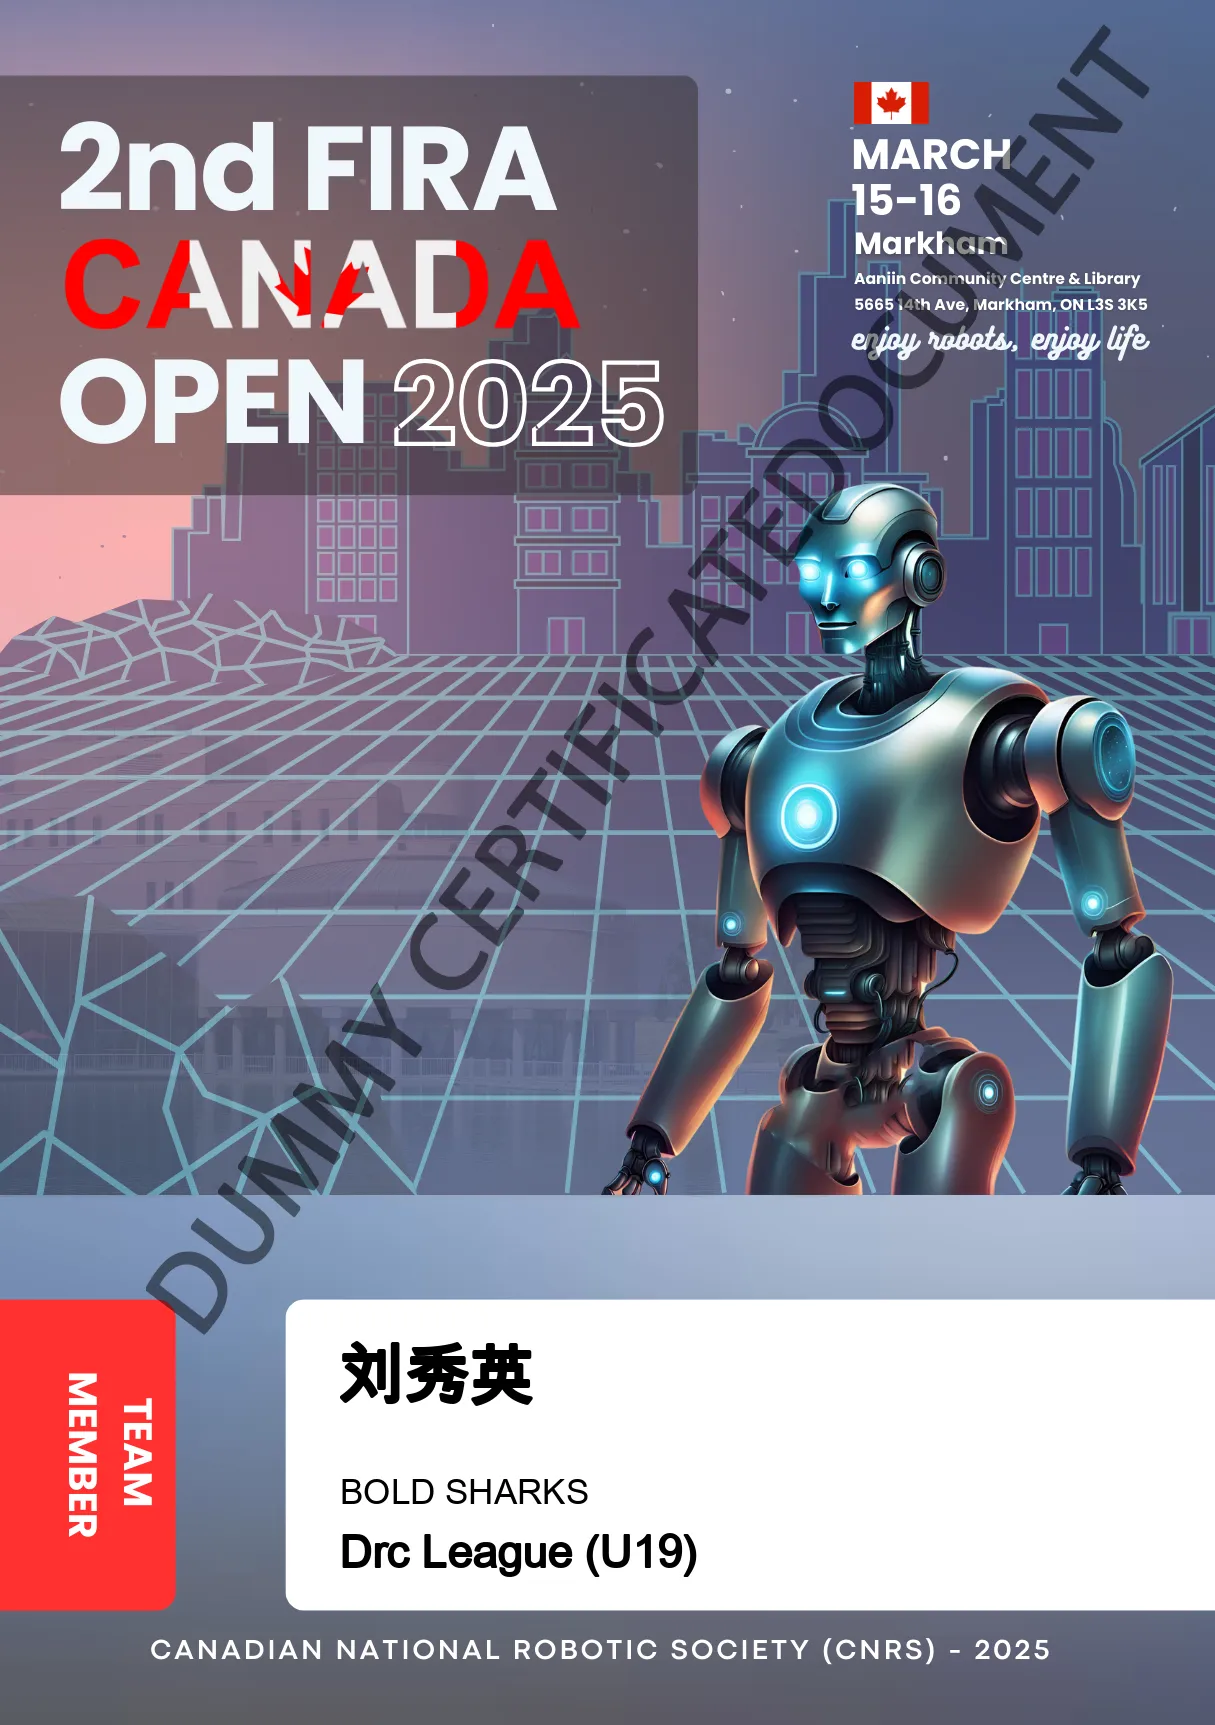 2nd FIRA
CANADA
OPEN 2025
MARCH
15-16
Markham
Aaniin Community Centre & Library
5665 14th Ave, Markham, ON L3S 3K5
enjoy robots, enjoy life
DUMMY CERTIFICATEDOCUMENT
TEAM
MEMBER
刘秀英
BOLD SHARKS
Drc League (U19)
CANADIAN NATIONAL ROBOTIC SOCIETY (CNRS) - 2025